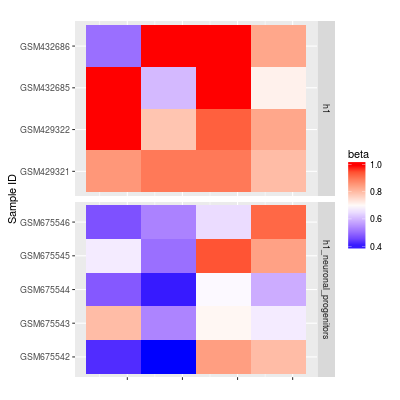 GSM432686
GSM432685
GSM429322
GSM429321
h1
GSM675546
GSM675545
GSM675544
GSM675543
GSM675542
h1_neuronal_progenitors
Sample ID
beta
1.0
0.8
0.6
0.4